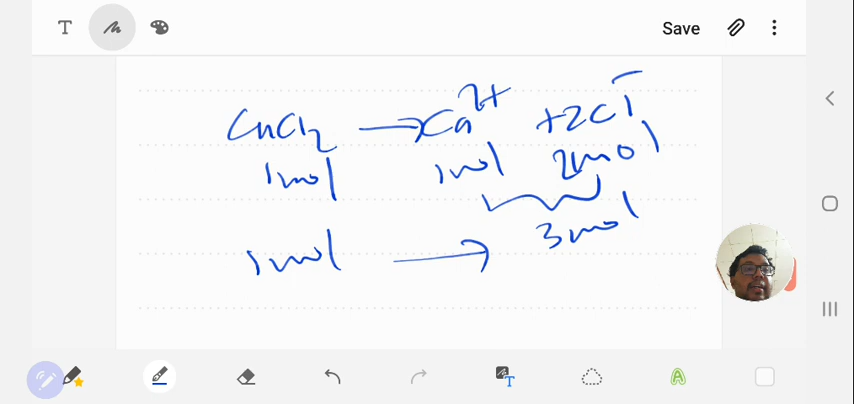 T Save
CaCl₂ → Ca²⁺ + 2Cl⁻
1mol 1mol 2mol
3mol
1mol →
T
A